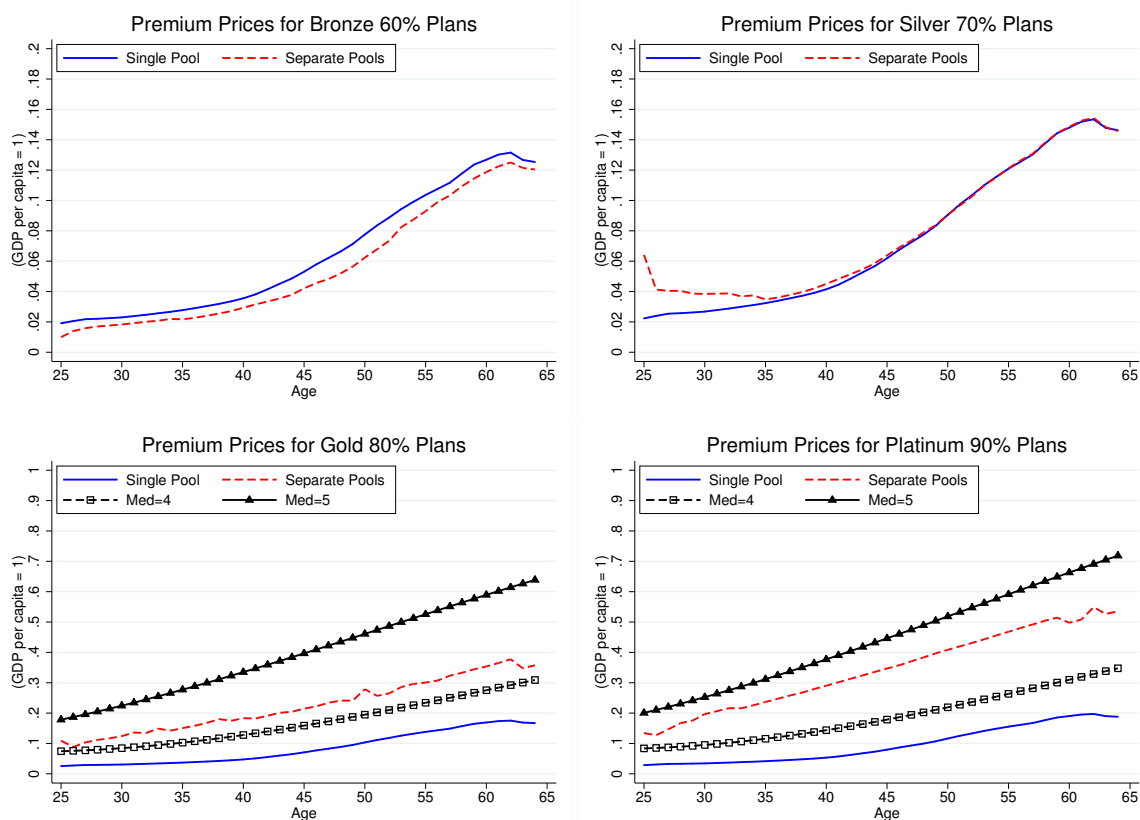 Premium Prices for Bronze 60% Plans
Single Pool
Separate Pools
(GDP per capita = 1)
0 .02 .04 .06 .08 .1 .12 .14 .16 .18 .2
25 30 35 40 45 50 55 60 65
Age
Premium Prices for Silver 70% Plans
Single Pool
Separate Pools
(GDP per capita = 1)
0 .02 .04 .06 .08 .1 .12 .14 .16 .18 .2
25 30 35 40 45 50 55 60 65
Age
Premium Prices for Gold 80% Plans
Single Pool
Separate Pools
Med=4
Med=5
(GDP per capita = 1)
0 .1 .2 .3 .4 .5 .6 .7 .8 .9 1
25 30 35 40 45 50 55 60 65
Age
Premium Prices for Platinum 90% Plans
Single Pool
Separate Pools
Med=4
Med=5
(GDP per capita = 1)
0 .1 .2 .3 .4 .5 .6 .7 .8 .9 1
25 30 35 40 45 50 55 60 65
Age